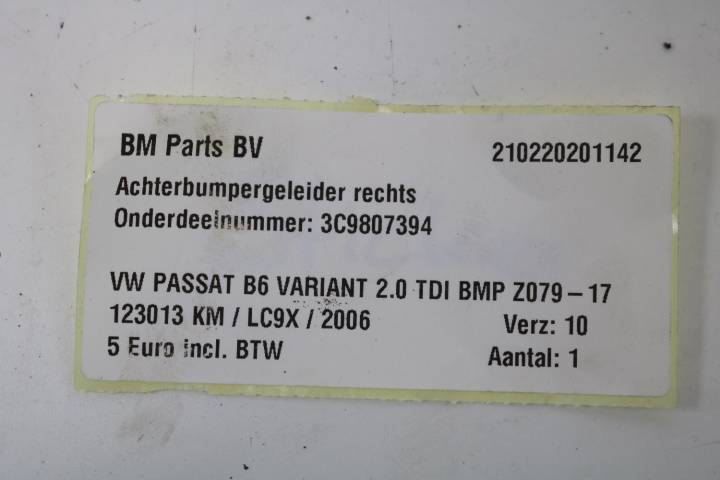 BM Parts BV 210220201142
Achterbumpergeleider rechts
Onderdeelnummer: 3C9807394
VW PASSAT B6 VARIANT 2.0 TDI BMP Z079-17
123013 KM / LC9X / 2006 Verz: 10
5 Euro incl. BTW Aantal: 1